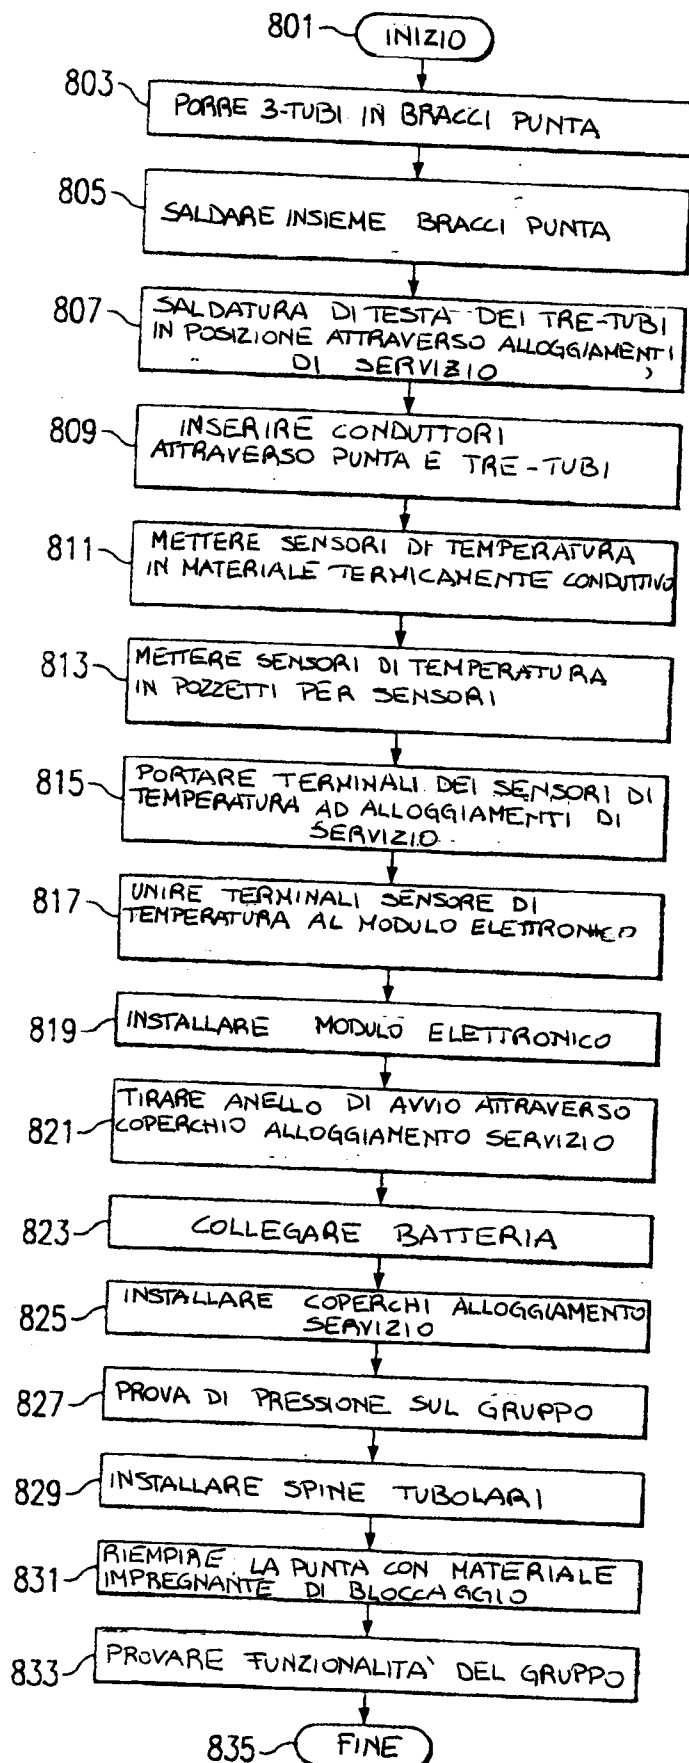 801 INIZIO
803 PORRE 3-TUBI IN BRACCI PUNTA
805 SALDARE INSIEME BRACCI PUNTA
807 SALDATURA DI TESTA DEI TRE-TUBI
IN POSIZIONE ATTRAVERSO ALLOGGIAMENTI
DI SERVIZIO
809 INSERIRE CONDUTTORI
ATTRAVERSO PUNTA E TRE-TUBI
811 METTERE SENSORI DI TEMPERATURA
IN MATERIALE TERMICAMENTE CONDUTTIVO
813 METTERE SENSORI DI TEMPERATURA
IN POZZETTI PER SENSORI
815 PORTARE TERMINALI DEI SENSORI DI
TEMPERATURA AD ALLOGGIAMENTI DI
SERVIZIO
817 UNIRE TERMINALI SENSORE DI
TEMPERATURA AL MODULO ELETTRONICO
819 INSTALLARE MODULO ELETTRONICO
821 TIRARE ANELLO DI AVVIO ATTRAVERSO
COPERCHIO ALLOGGIAMENTO SERVIZIO
823 COLLEGARE BATTERIA
825 INSTALLARE COPERCHI ALLOGGIAMENTO
SERVIZIO
827 PROVA DI PRESSIONE SUL GRUPPO
829 INSTALLARE SPINE TUBOLARI
831 RIEMPIRE LA PUNTA CON MATERIALE
IMPREGNANTE DI BLOCCAGGIO
833 PROVARE FUNZIONALITA' DEL GRUPPO
835 FINE